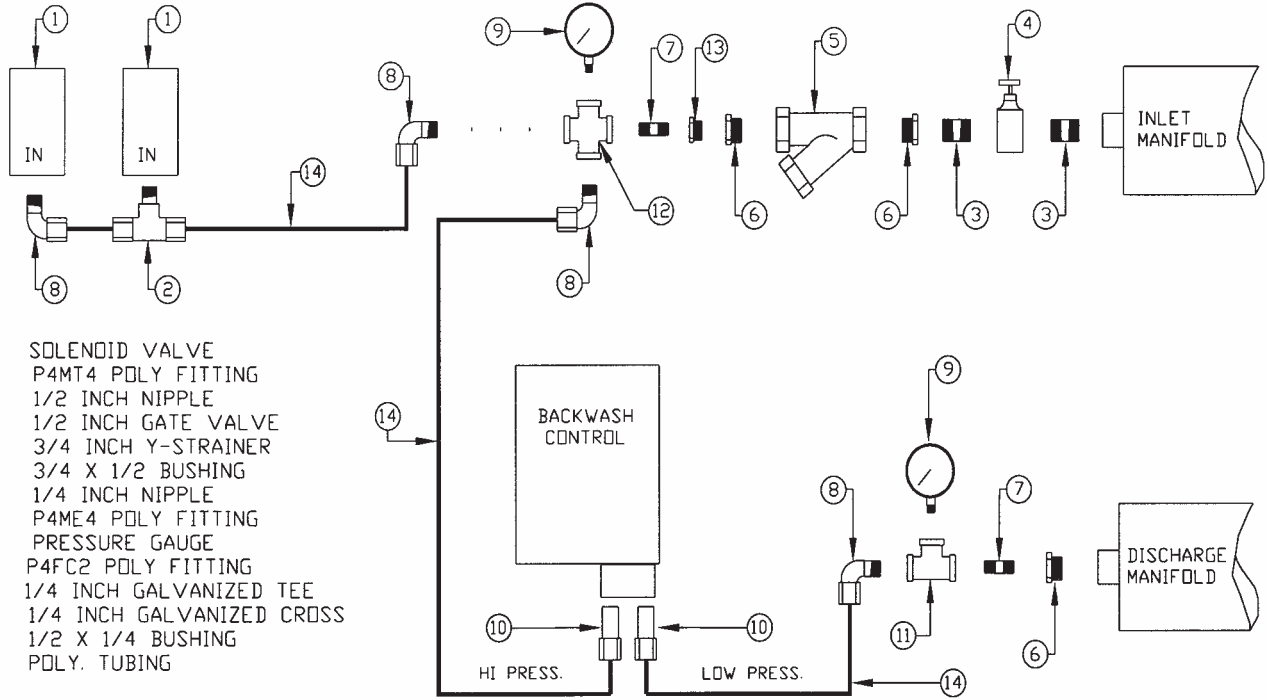 1
1
9
7
13
5
4
8
IN
IN
INLET
MANIFOLD
14
12
6
6
3
3
8
2
8
SOLENOID VALVE
P4MT4 POLY FITTING
1/2 INCH NIPPLE
1/2 INCH GATE VALVE
3/4 INCH Y-STRAINER
3/4 X 1/2 BUSHING
1/4 INCH NIPPLE
P4ME4 POLY FITTING
PRESSURE GAUGE
P4FC2 POLY FITTING
1/4 INCH GALVANIZED TEE
1/4 INCH GALVANIZED CROSS
1/2 X 1/4 BUSHING
POLY. TUBING
14
BACKWASH
CONTROL
9
8
7
DISCHARGE
MANIFOLD
10
10
11
6
HI PRESS.
LOW PRESS.
14